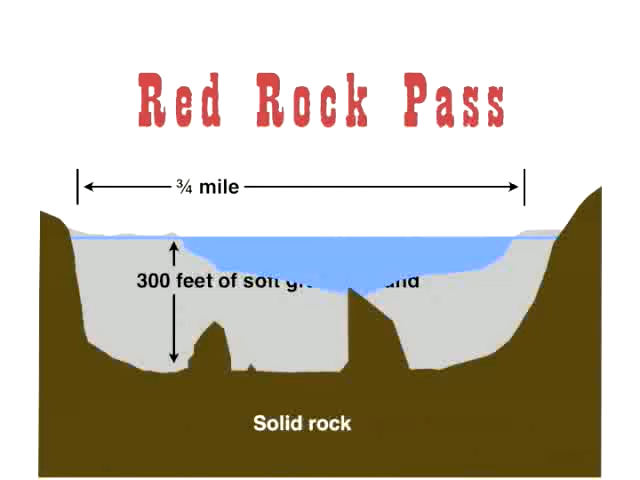 Red Rock Pass
¾ mile
300 feet of soft
Solid rock